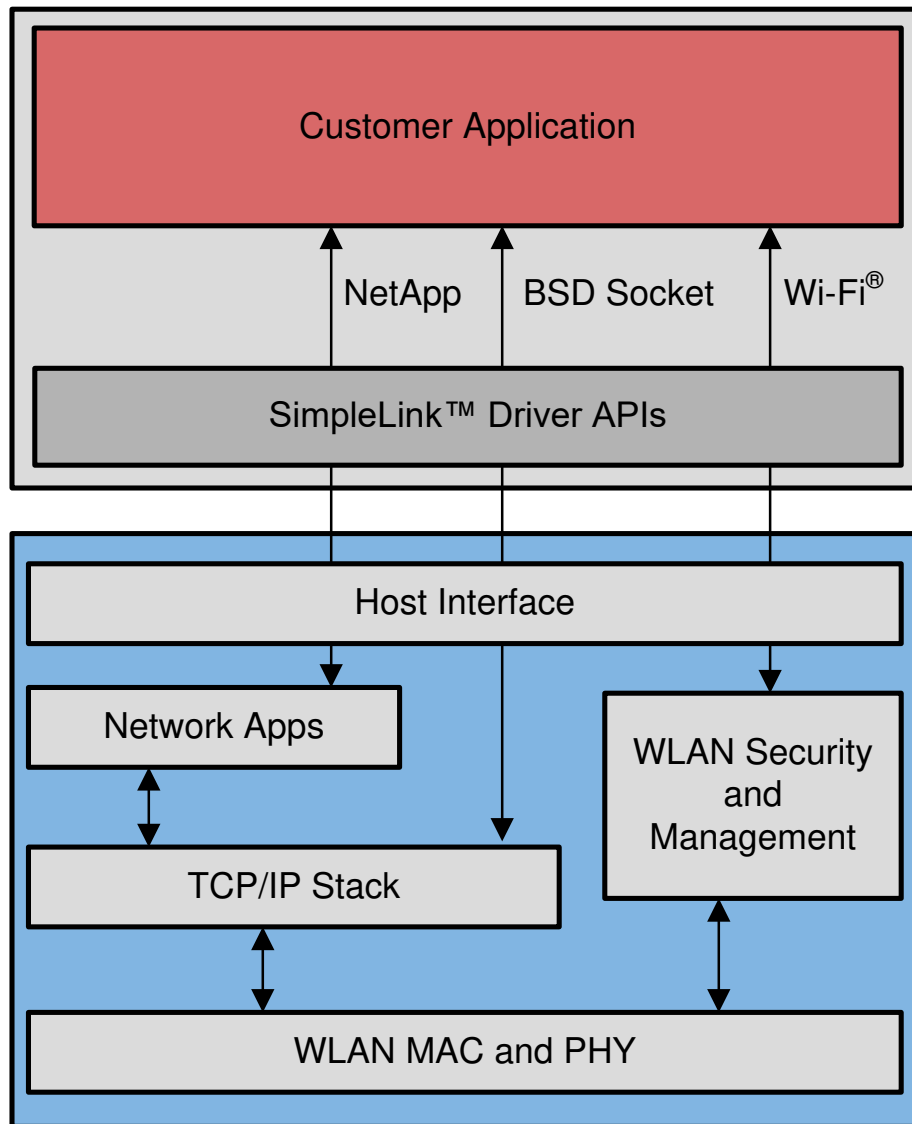 Customer Application
NetApp
BSD Socket
Wi-Fi®
SimpleLink™ Driver APIs
Host Interface
Network Apps
WLAN Security
and
Management
TCP/IP Stack
WLAN MAC and PHY